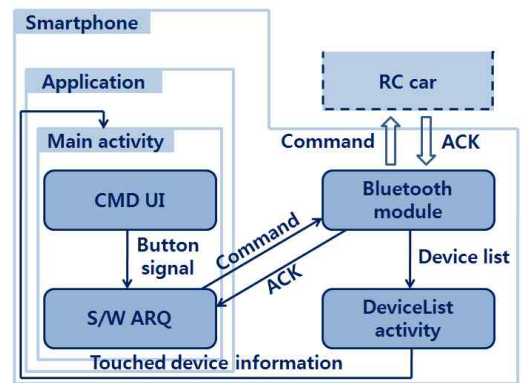 Smartphone
Application
RC car
Main activity
Command
ACK
CMD UI
Bluetooth
module
Button
signal
Command
ACK
Device list
S/W ARQ
DeviceList
activity
Touched device information